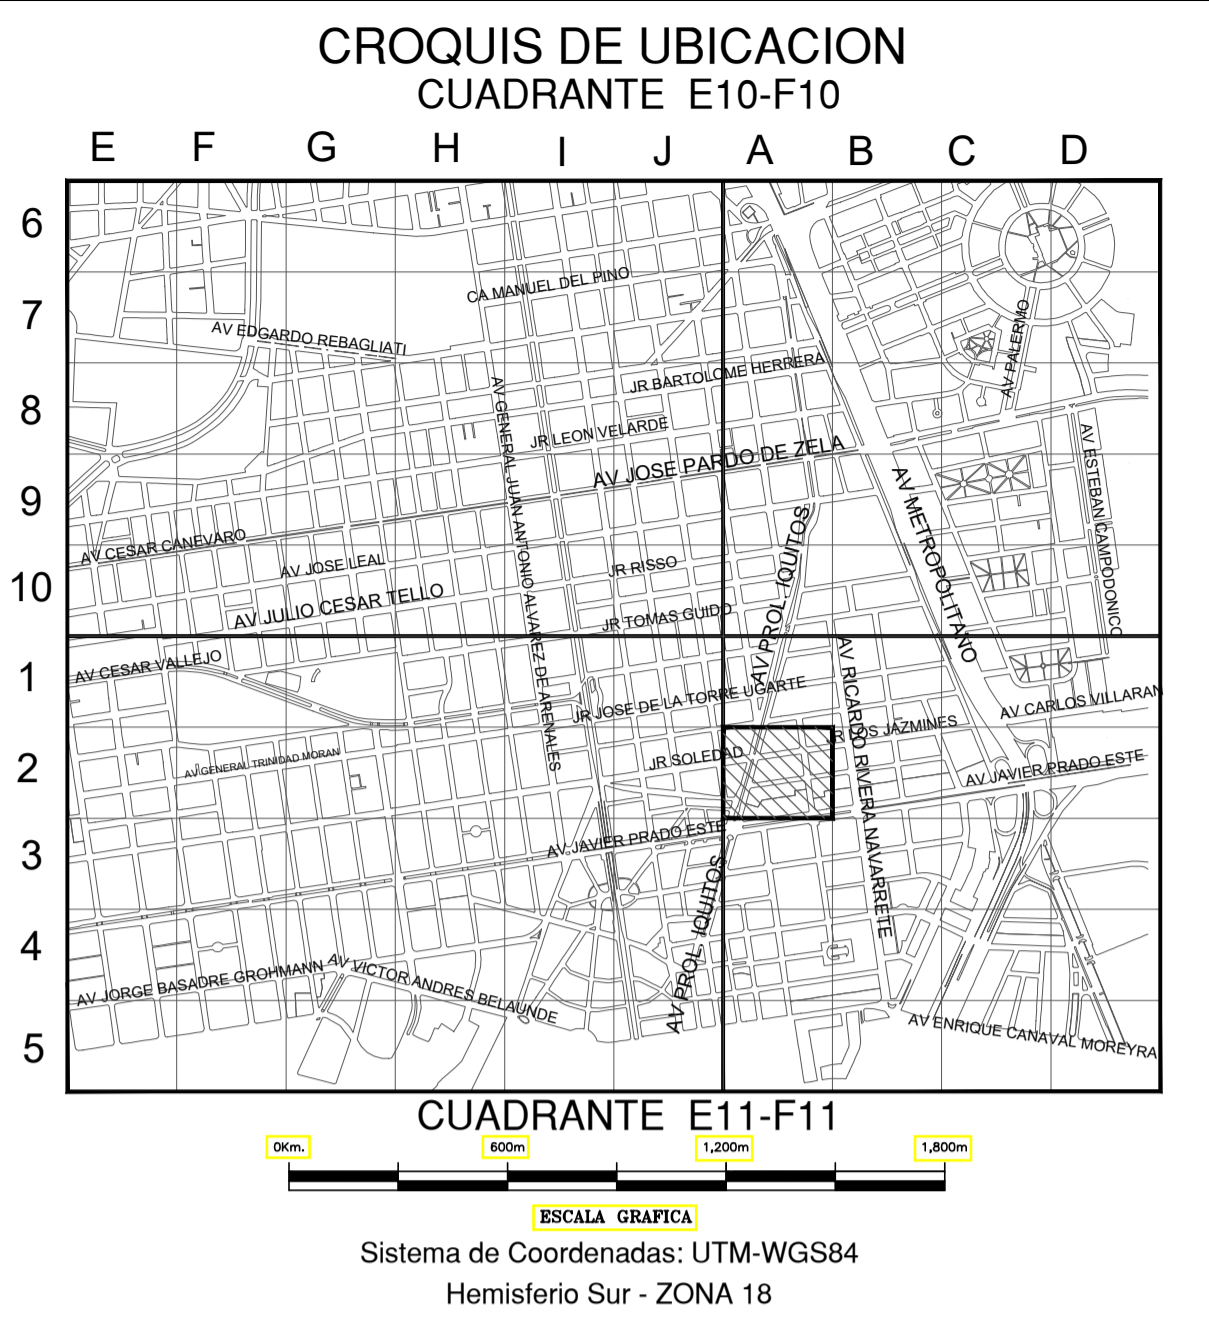 CROQUIS DE UBICACION
CUADRANTE E10-F10
E F G H I J A B C D
6
CA MANUEL DEL PINO
7
AV EDGARDO REBAGLIATI
AV PALERMO
JR BARTOLOME HERRERA
8
AV GENERAL JUAN ANTONIO ALVAREZ DE ARENALES
JR LEON VELARDE
AV JOSE PARDO DE ZELA
AV ESTEBAN CAMPODONICO
9
AV METROPOLITANO
AV CESAR CANEVARO
AV PROL. IQUITOS
AV JOSE LEAL
JR RISSO
10
AV JULIO CESAR TELLO
JR TOMAS GUIDO
AV CESAR VALLEJO
AV RICARDO RIVERA NAVARRETE
1
JR JOSE DE LA TORRE UGARTE
AV CARLOS VILLARAN
JR LOS JAZMINES
2
AV GENERAL TRINIDAD MORAN
JR SOLEDAD
AV JAVIER PRADO ESTE
AV JAVIER PRADO ESTE
3
AV PROL. IQUITOS
4
AV JORGE BASADRE GROHMANN
AV VICTOR ANDRES BELAUNDE
5
AV ENRIQUE CANAVAL MOREYRA
CUADRANTE E11-F11
0Km. 600m 1,200m 1,800m
ESCALA GRAFICA
Sistema de Coordenadas: UTM-WGS84
Hemisferio Sur - ZONA 18